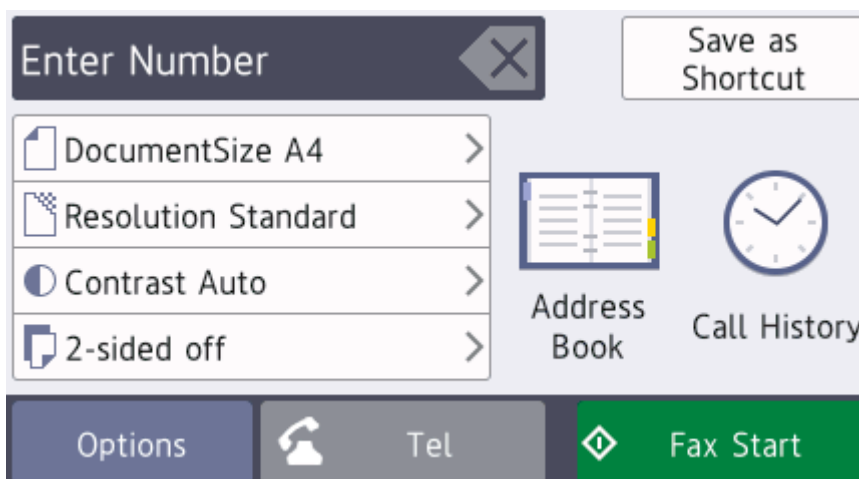 Enter Number
Save as
Shortcut
DocumentSize A4
Resolution Standard
Contrast Auto
2-sided off
Address
Book
Call History
Options
Tel
Fax Start